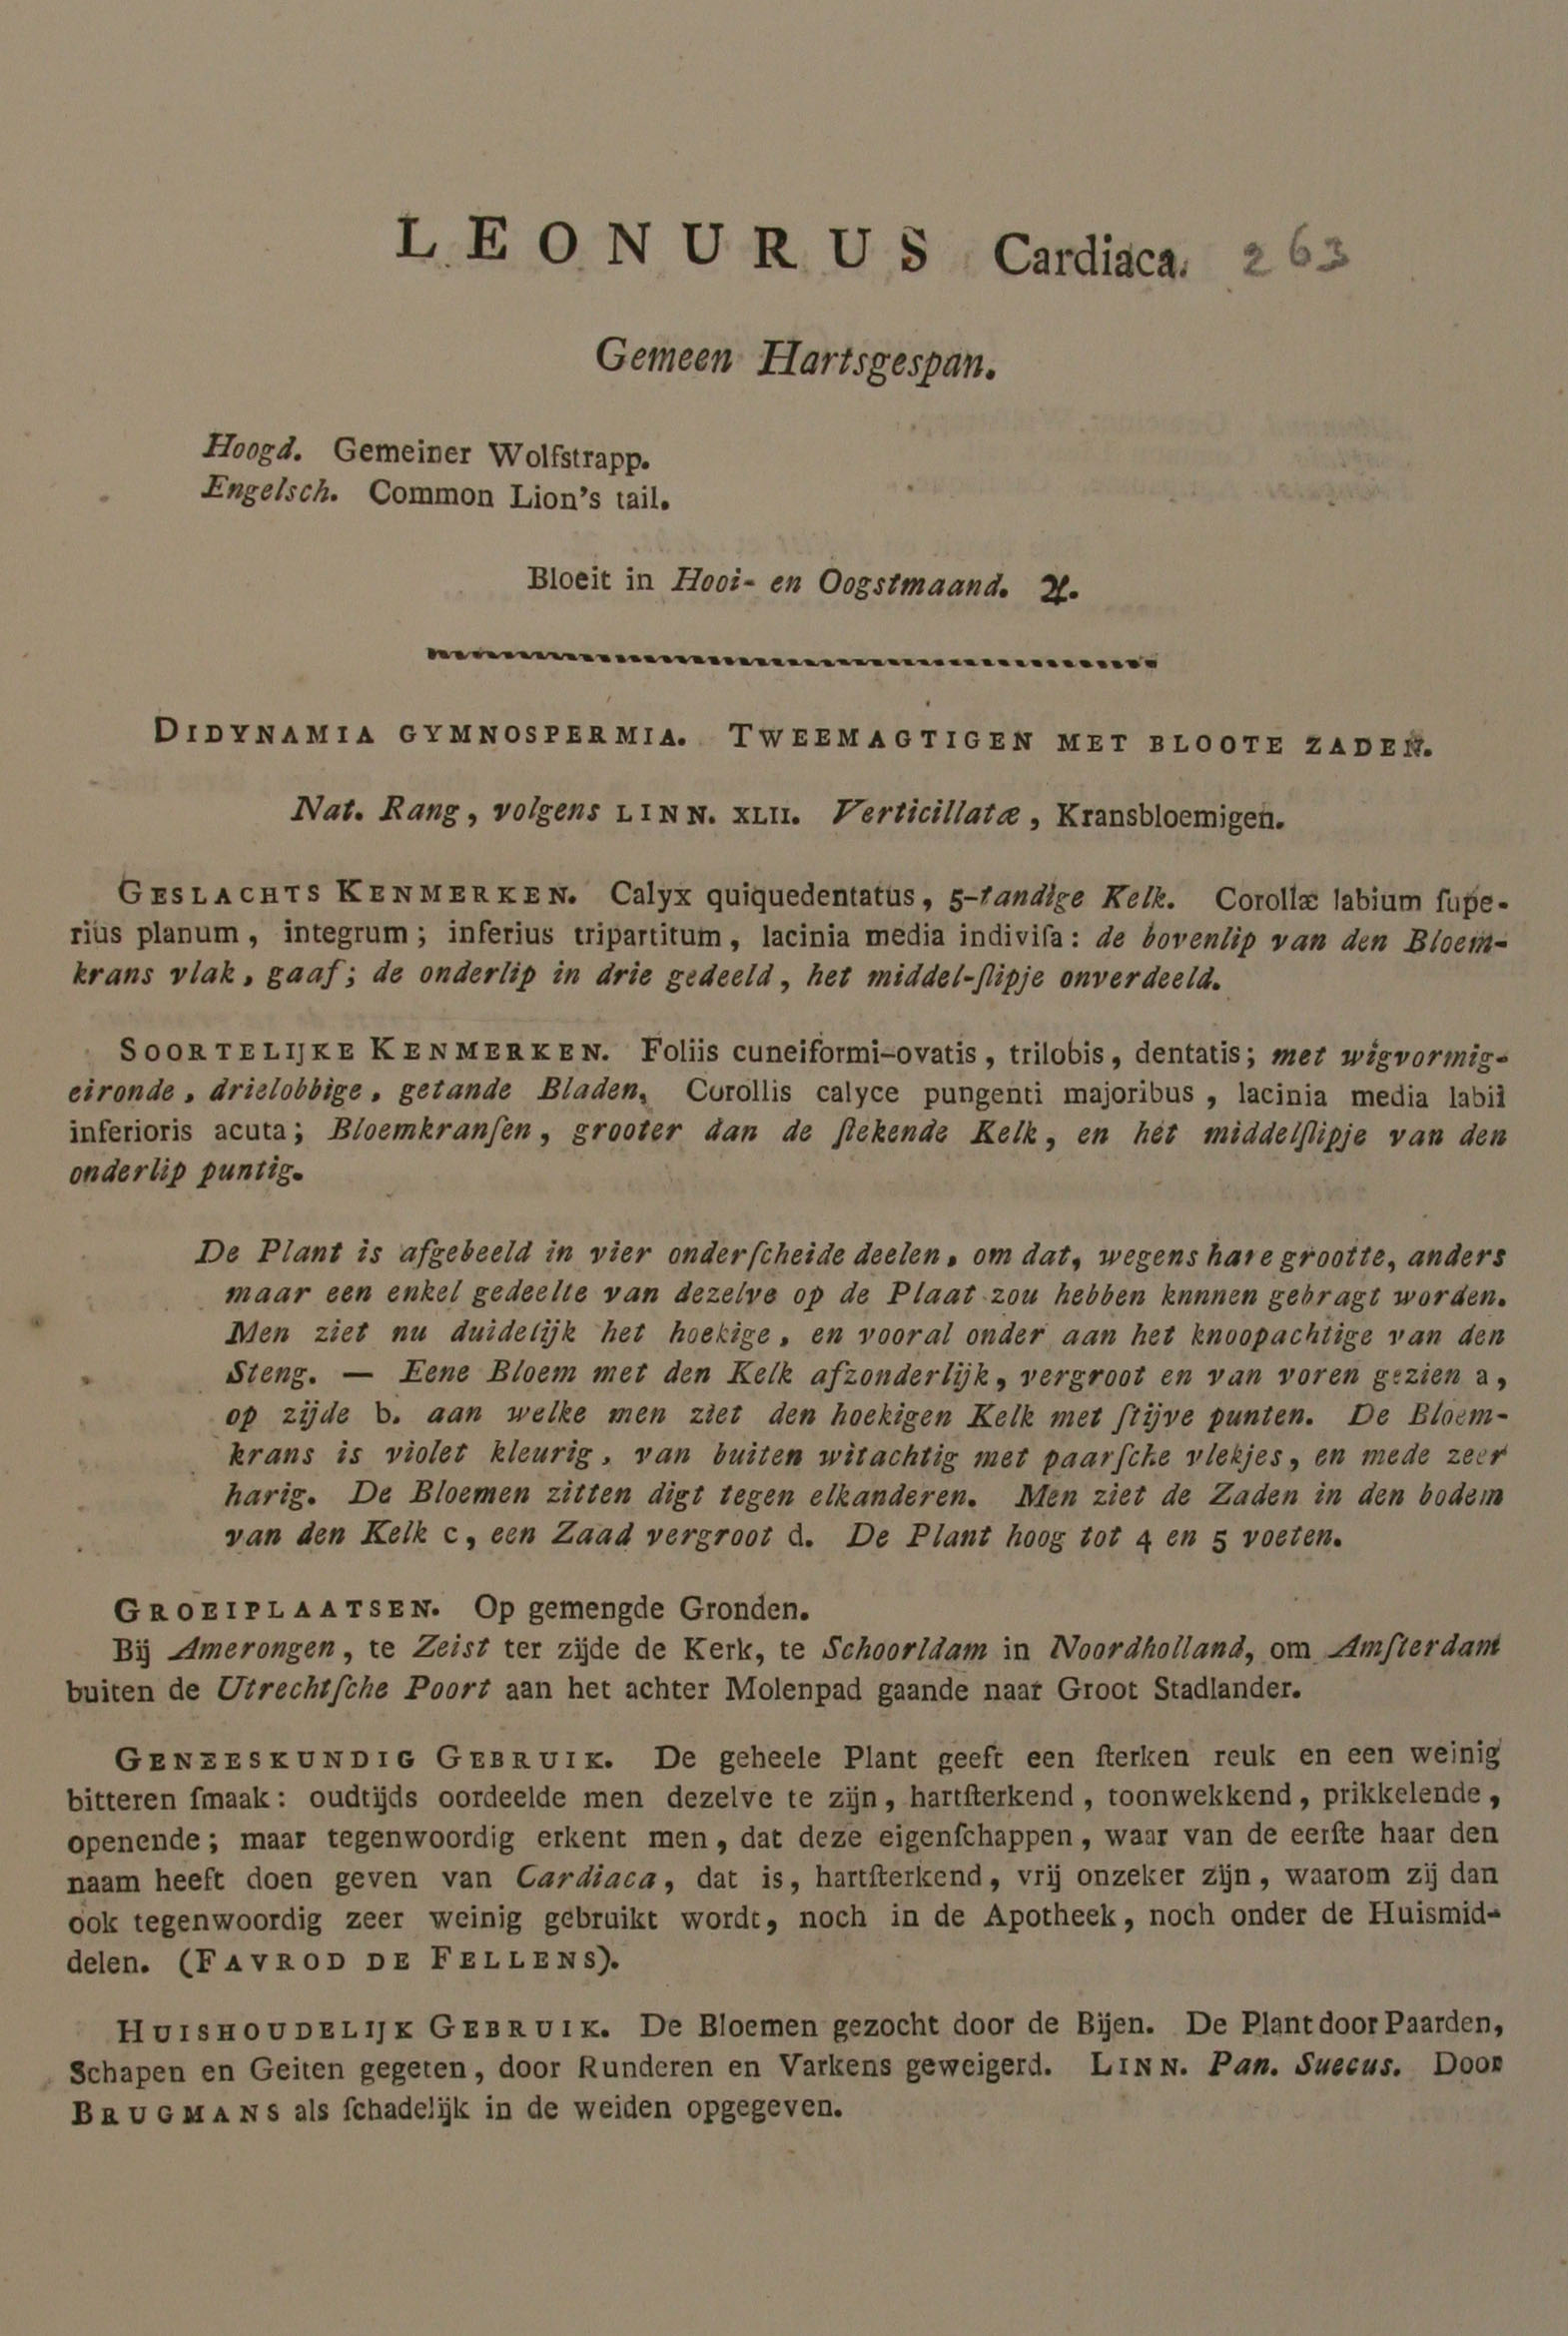 LEONURUS Cardiaca. 263
Gemeen Hartsgespan.
Hoogd. Gemeiner Wolfstrapp.
Engelsch. Common Lion's tail.
Bloeit in Hooi- en Oogstmaand. ♃.
DIDYNAMIA GYMNOSPERMIA. TWEEMAGTIGEN MET BLOOTE ZADEN.
Nat. Rang, volgens LINN. XLII. Verticillatæ, Kransbloemigen.
GESLACHTS KENMERKEN. Calyx quiquedentatus, 5-tandige Kelk. Corollæ labium ſupe-
rius planum, integrum; inferius tripartitum, lacinia media indiviſa: de bovenlip van den Bloem-
krans vlak, gaaf; de onderlip in drie gedeeld, het middel-ſlipje onverdeeld.
SOORTELIJKE KENMERKEN. Foliis cuneiformi-ovatis, trilobis, dentatis; met wigvormig-
eironde, drielobbige, getande Bladen, Corollis calyce pungenti majoribus, lacinia media labii
inferioris acuta; Bloemkranſen, grooter dan de ſtekende Kelk, en het middelſlipje van den
onderlip puntig.
De Plant is afgebeeld in vier onderſcheide deelen, om dat, wegens hare grootte, anders
maar een enkel gedeelte van dezelve op de Plaat zou hebben knnnen gebragt worden.
Men ziet nu duidelijk het hoekige, en vooral onder aan het knoopachtige van den
Steng. — Eene Bloem met den Kelk afzonderlijk, vergroot en van voren gezien a,
op zijde b. aan welke men ziet den hoekigen Kelk met ſtijve punten. De Bloem-
krans is violet kleurig, van buiten witachtig met paarſche vlekjes, en mede zeer
harig. De Bloemen zitten digt tegen elkanderen. Men ziet de Zaden in den bodem
van den Kelk c, een Zaad vergroot d. De Plant hoog tot 4 en 5 voeten.
GROEIPLAATSEN. Op gemengde Gronden.
Bij Amerongen, te Zeist ter zijde de Kerk, te Schoorldam in Noordholland, om Amſterdam
buiten de Utrechtſche Poort aan het achter Molenpad gaande naar Groot Stadlander.
GENEESKUNDIG GEBRUIK. De geheele Plant geeft een ſterken reuk en een weinig
bitteren ſmaak: oudtijds oordeelde men dezelve te zijn, hartſterkend, toonwekkend, prikkelende,
openende; maar tegenwoordig erkent men, dat deze eigenſchappen, waar van de eerſte haar den
naam heeft doen geven van Cardiaca, dat is, hartſterkend, vrij onzeker zijn, waarom zij dan
ook tegenwoordig zeer weinig gebruikt wordt, noch in de Apotheek, noch onder de Huismid-
delen. (FAVROD DE FELLENS).
HUISHOUDELIJK GEBRUIK. De Bloemen gezocht door de Bijen. De Plant door Paarden,
Schapen en Geiten gegeten, door Runderen en Varkens geweigerd. LINN. Pan. Suecus. Door
BRUGMANS als ſchadelijk in de weiden opgegeven.